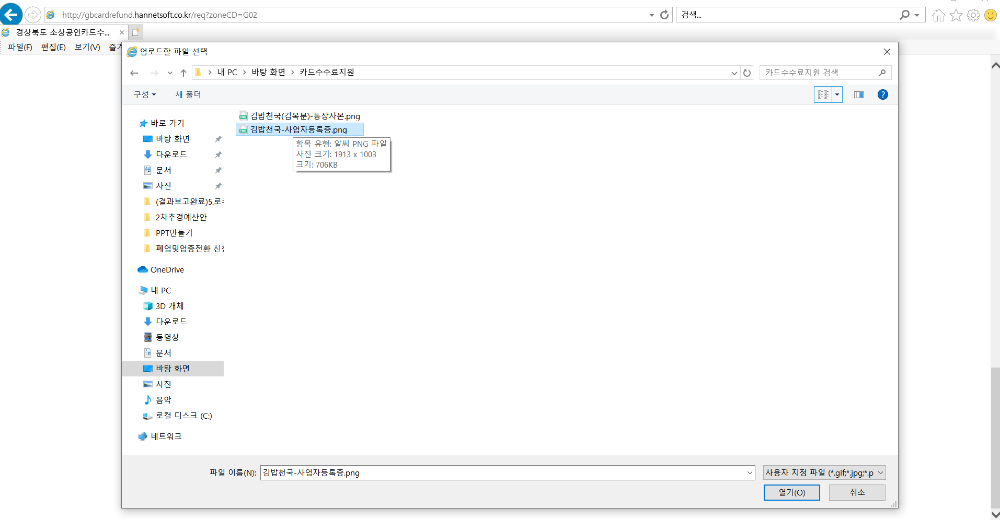 http://gbcardrefund.hannetsoft.co.kr/req?zoneCD=G02
검색...
경상북도 소상공인카드수...
파일(F) 편집(E) 보기(V)
업로드할 파일 선택
내 PC > 바탕 화면 > 카드수수료지원
카드수수료지원 검색
구성 새 폴더
바로 가기
바탕 화면
다운로드
문서
사진
(결과보고완료)5.로
2차추경예산안
PPT만들기
폐업및업종전환 신
OneDrive
내 PC
3D 개체
다운로드
동영상
문서
바탕 화면
사진
음악
로컬 디스크 (C:)
네트워크
김밥천국(김옥분)-통장사본.png
김밥천국-사업자등록증.png
항목 유형: 알씨 PNG 파일
사진 크기: 1913 x 1003
크기: 706KB
파일 이름(N): 김밥천국-사업자등록증.png
사용자 지정 파일 (*.gif;*.jpg;*.p
열기(O) 취소